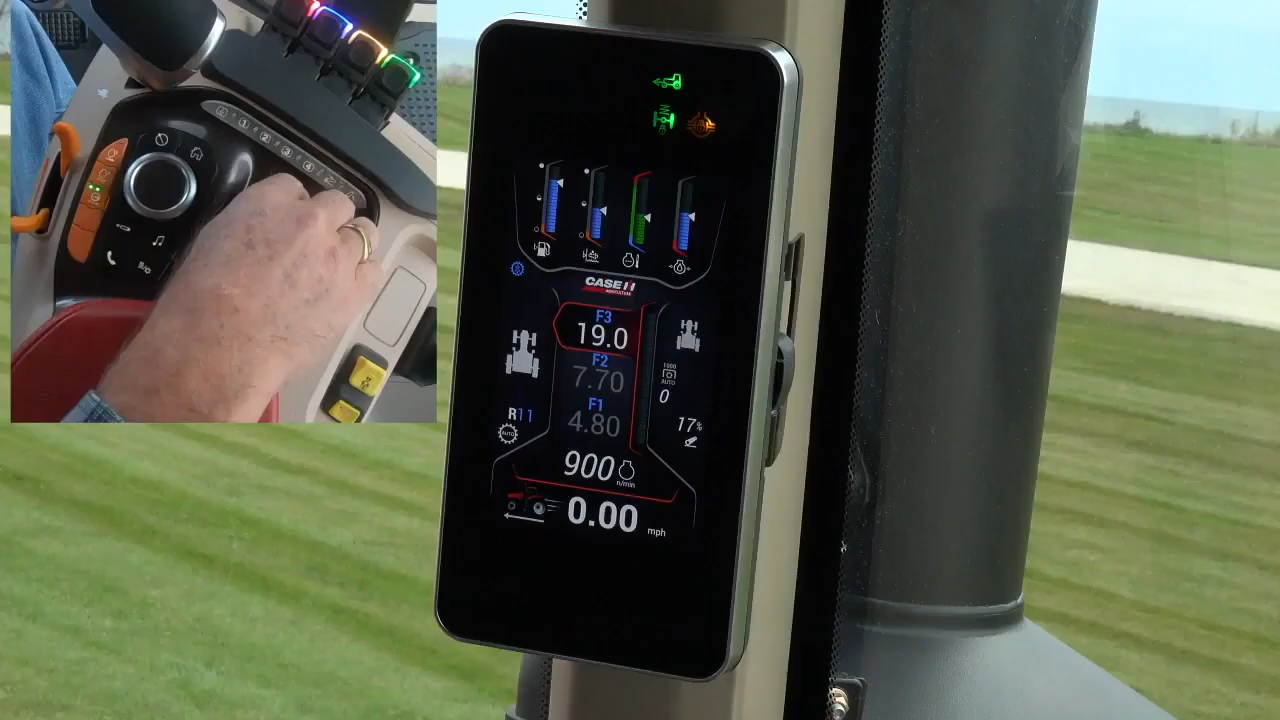 CASE IH
AGRICULTURE
F3
19.0
F2
7.70
F1
4.80
1000
AUTO
0
R11
AUTO
17%
900
n/min
0.00
mph